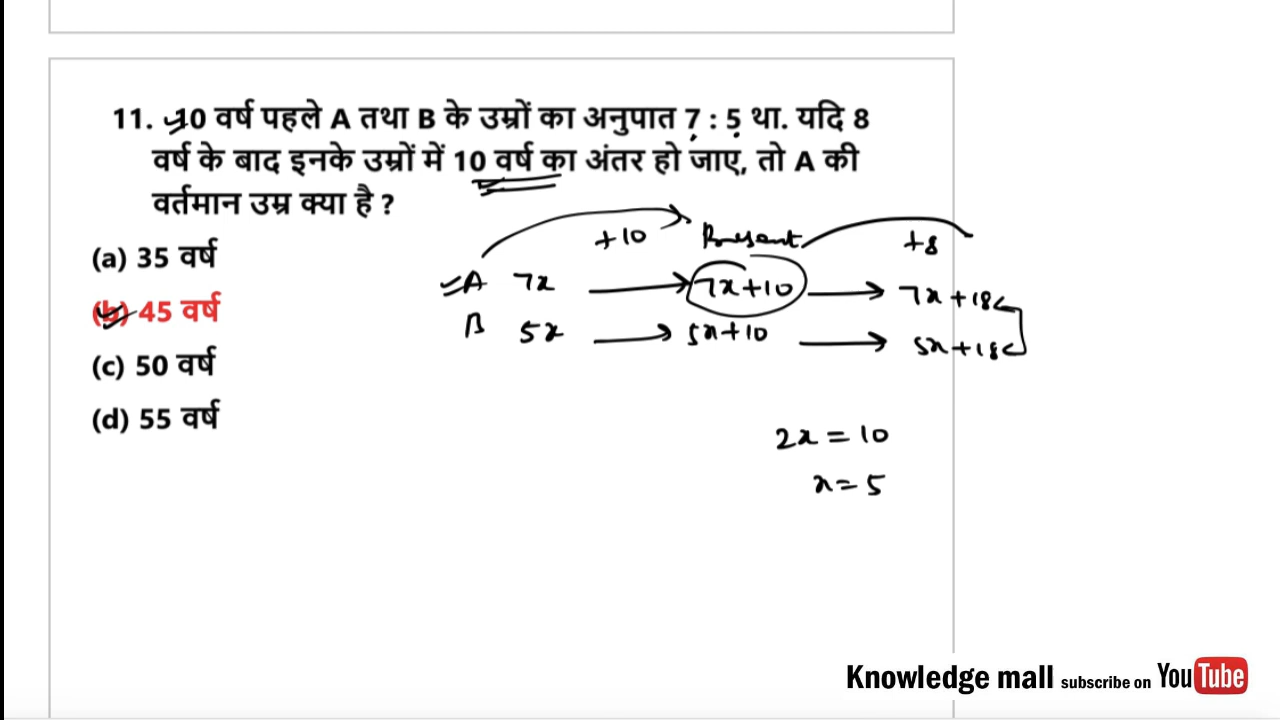 11. 10 वर्ष पहले A तथा B के उम्रों का अनुपात 7 : 5 था. यदि 8
वर्ष के बाद इनके उम्रों में 10 वर्ष का अंतर हो जाए, तो A की
वर्तमान उम्र क्या है ?
(a) 35 वर्ष
(b) 45 वर्ष
(c) 50 वर्ष
(d) 55 वर्ष
+10 Present +8
A 7x 7x+10 7x+18
B 5x 5x+10 5x+18
2x = 10
x = 5
Knowledge mall subscribe on YouTube